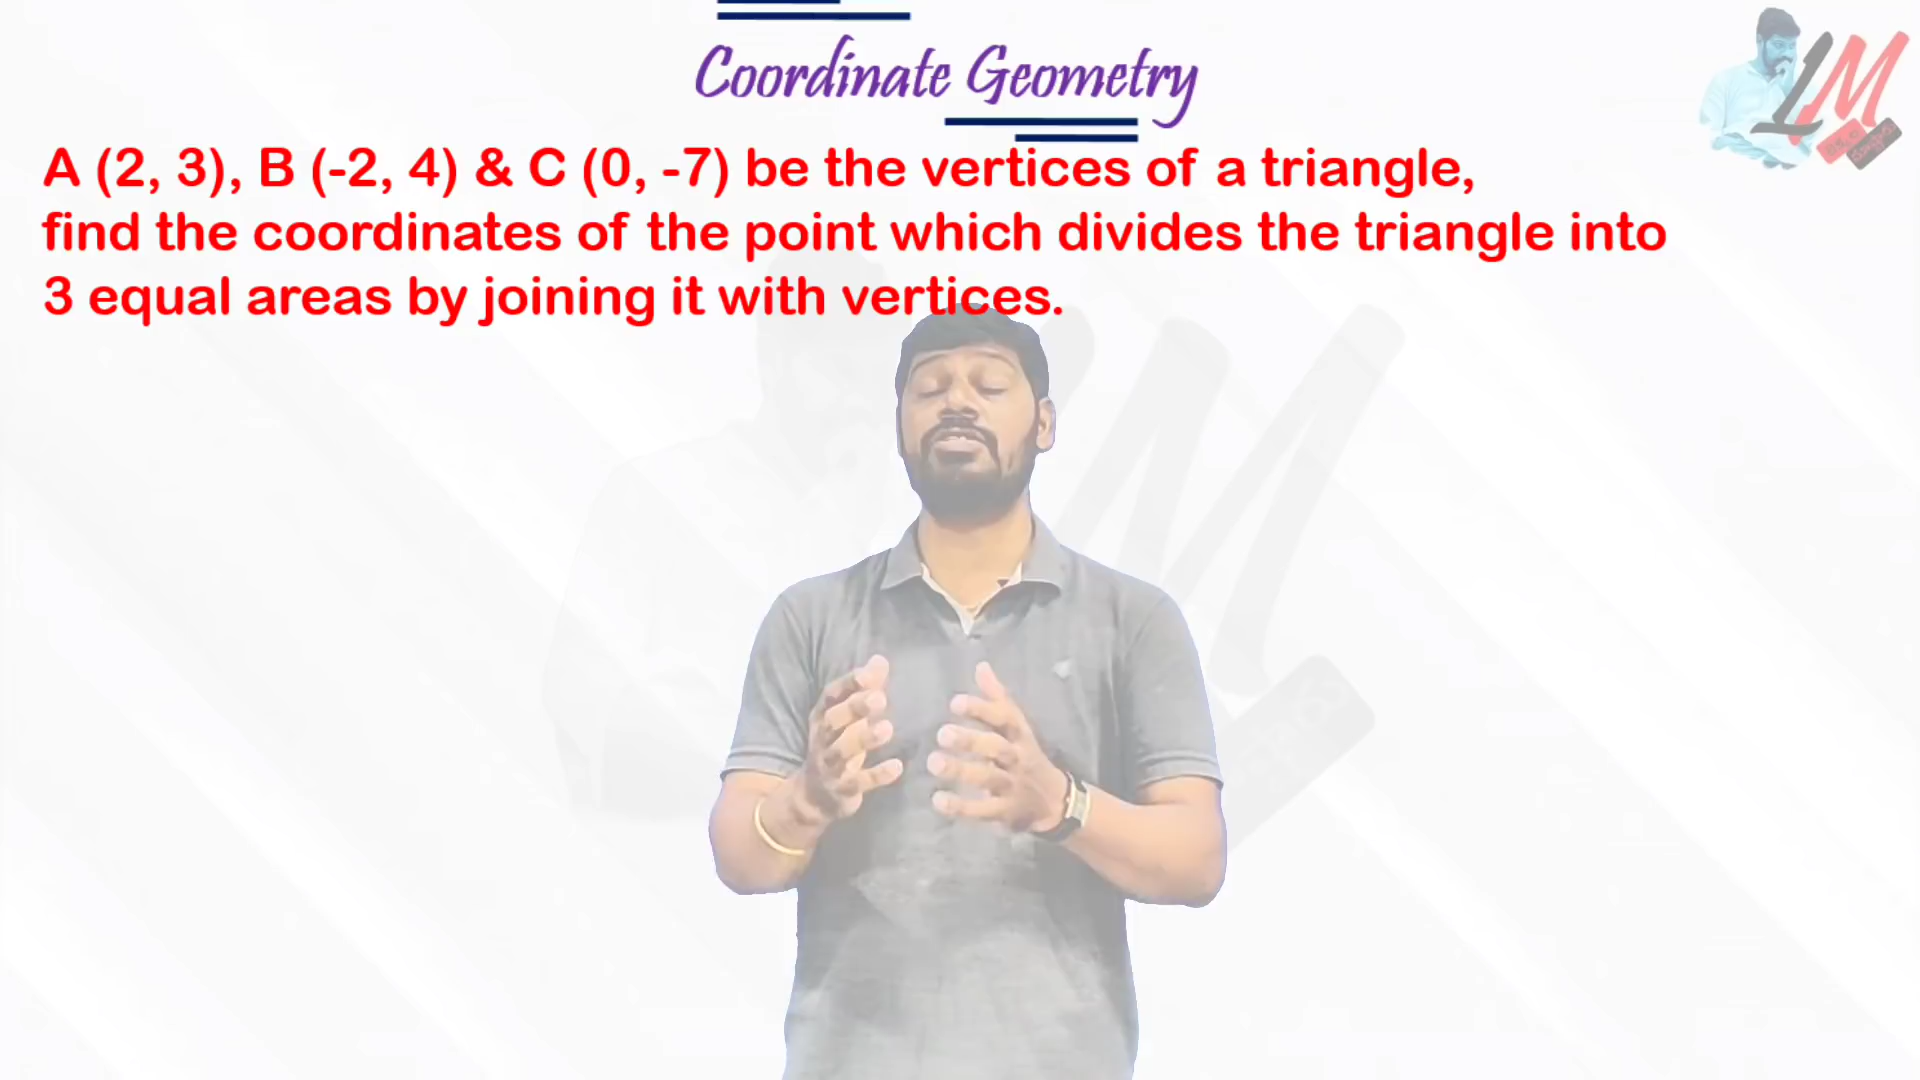 Coordinate Geometry
LM
A (2, 3), B (-2, 4) & C (0, -7) be the vertices of a triangle,
find the coordinates of the point which divides the triangle into
3 equal areas by joining it with vertices.